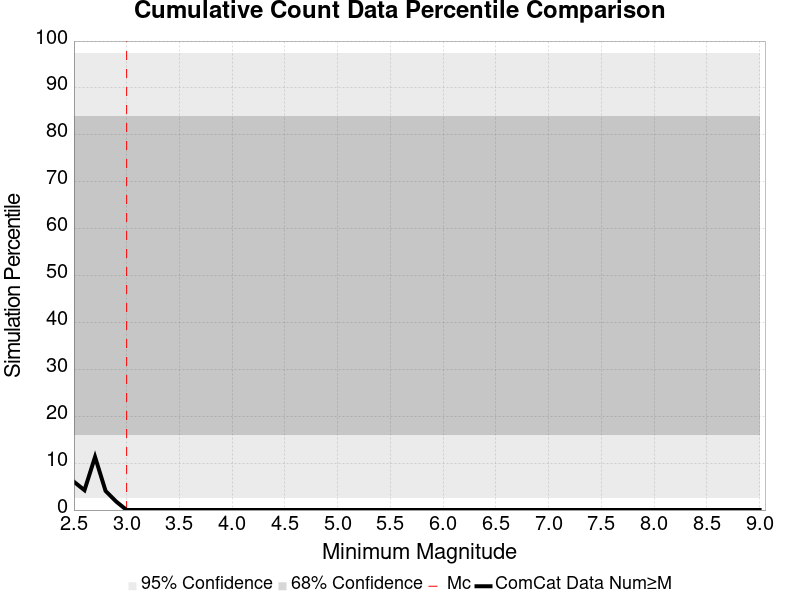 Cumulative Count Data Percentile Comparison
100
90
80
70
60
50
40
30
20
10
0
Simulation Percentile
2.5 3.0 3.5 4.0 4.5 5.0 5.5 6.0 6.5 7.0 7.5 8.0 8.5 9.0
Minimum Magnitude
95% Confidence 68% Confidence Mc ComCat Data Num≥M